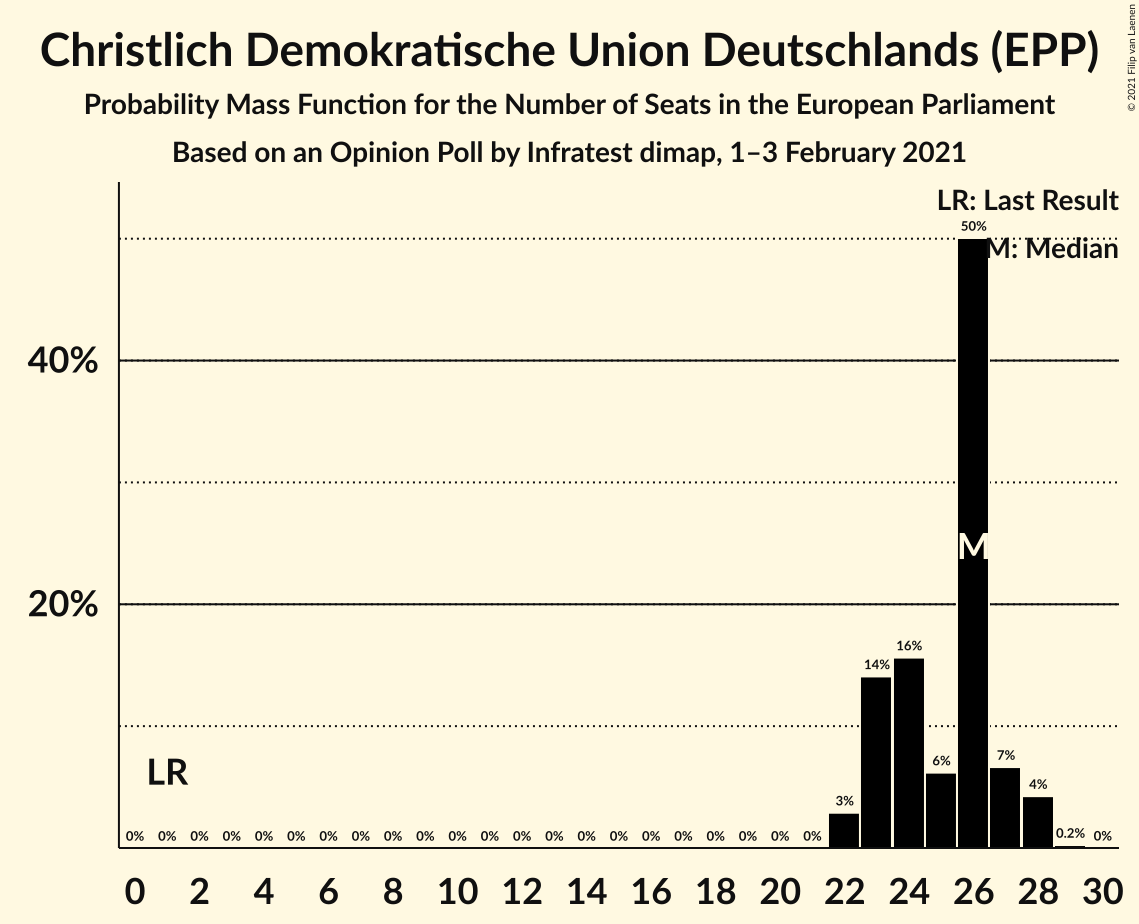 Christlich Demokratische Union Deutschlands (EPP)
Probability Mass Function for the Number of Seats in the European Parliament
Based on an Opinion Poll by Infratest dimap, 1–3 February 2021
© 2021 Filip van Laenen
LR: Last Result
M: Median
50%
40%
M
20%
16%
14%
LR
6%
7%
3%
4%
0% 0% 0% 0% 0% 0% 0% 0% 0% 0% 0% 0% 0% 0% 0% 0% 0% 0% 0% 0% 0% 0% 0.2% 0%
0 2 4 6 8 10 12 14 16 18 20 22 24 26 28 30